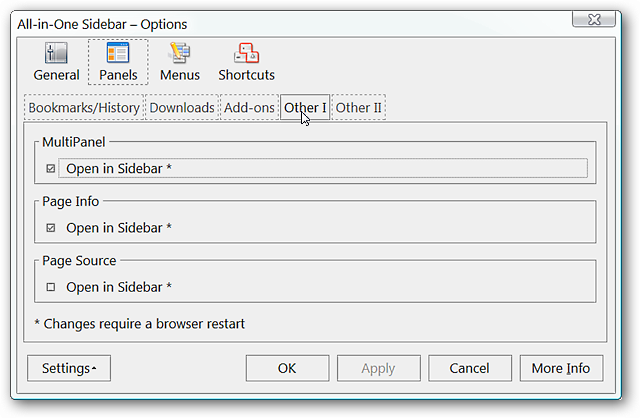 All-in-One Sidebar – Options
General Panels Menus Shortcuts
Bookmarks/History Downloads Add-ons Other I Other II
MultiPanel
Open in Sidebar *
Page Info
Open in Sidebar *
Page Source
Open in Sidebar *
* Changes require a browser restart
Settings OK Apply Cancel More Info